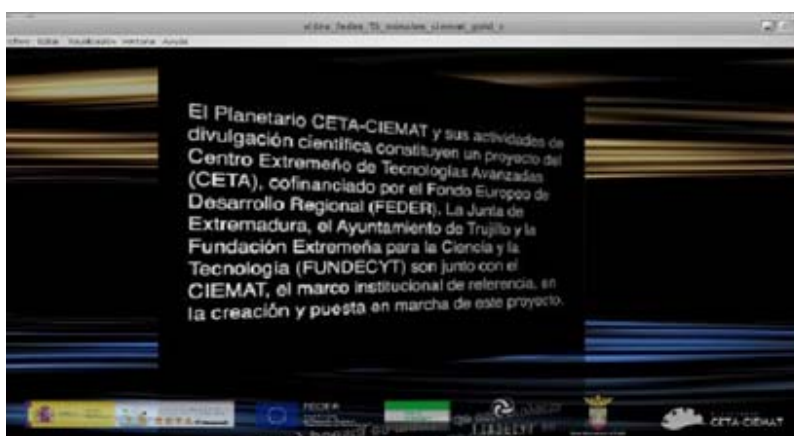 El Planetario CETA-CIEMAT y sus actividades de
divulgación científica constituyen un proyecto del
Centro Extremeño de Tecnologías Avanzadas
(CETA), cofinanciado por el Fondo Europeo de
Desarrollo Regional (FEDER). La Junta de
Extremadura, el Ayuntamiento de Trujillo y la
Fundación Extremeña para la Ciencia y la
Tecnología (FUNDECYT) son junto con el
CIEMAT, el marco institucional de referencia, en
la creación y puesta en marcha de este proyecto.
FEDER
FUNDECYT
CETA-CIEMAT